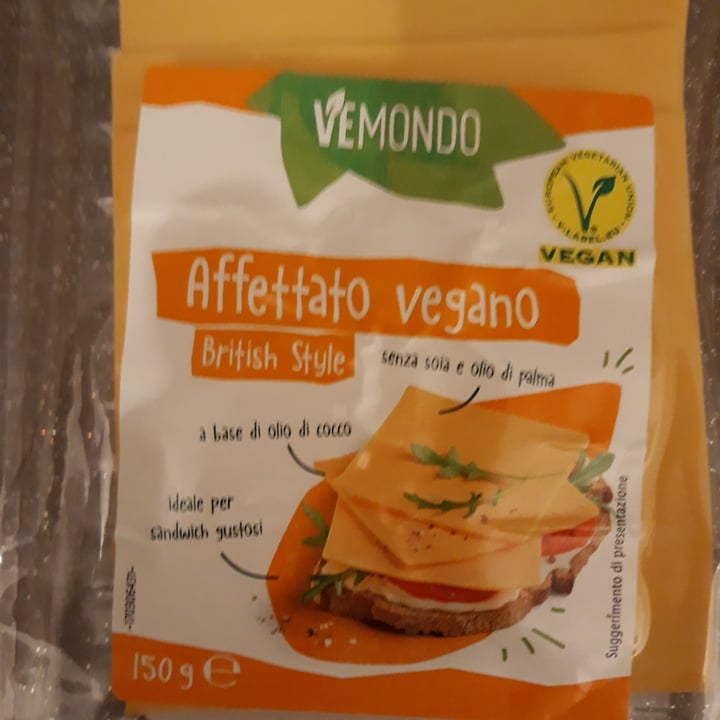 VEMONDO
EUROPEAN VEGETARIAN UNION
V-LABEL.EU
VEGAN
Affettato vegano
British Style
senza soia e olio di palma
a base di olio di cocco
ideale per
sandwich gustosi
Suggerimento di presentazione
150 g e